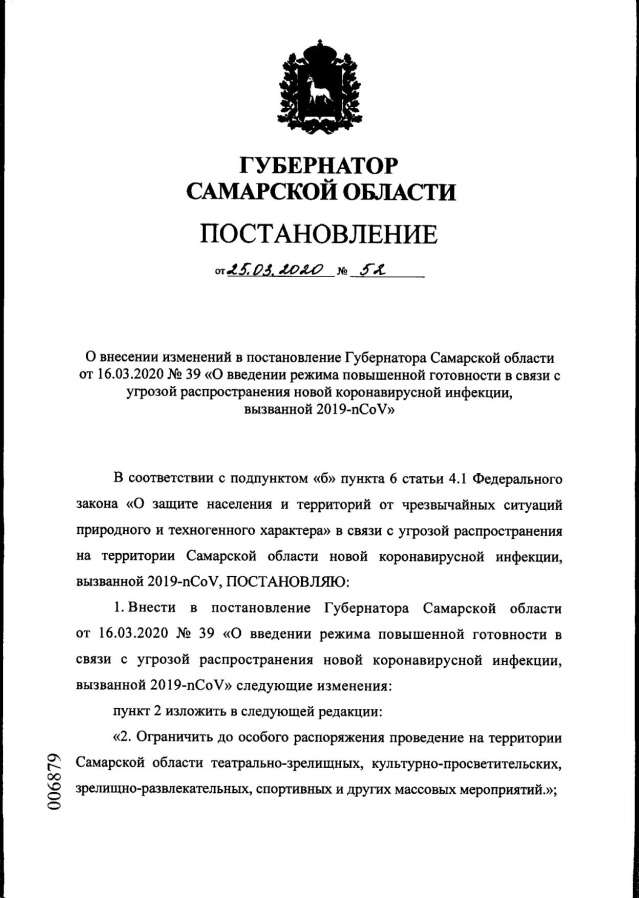 ГУБЕРНАТОР
САМАРСКОЙ ОБЛАСТИ
ПОСТАНОВЛЕНИЕ
от 25.03.2020 № 52
О внесении изменений в постановление Губернатора Самарской области
от 16.03.2020 № 39 «О введении режима повышенной готовности в связи с
угрозой распространения новой коронавирусной инфекции,
вызванной 2019-nCoV»
В соответствии с подпунктом «б» пункта 6 статьи 4.1 Федерального
закона «О защите населения и территорий от чрезвычайных ситуаций
природного и техногенного характера» в связи с угрозой распространения
на территории Самарской области новой коронавирусной инфекции,
вызванной 2019-nCoV, ПОСТАНОВЛЯЮ:
1. Внести в постановление Губернатора Самарской области
от 16.03.2020 № 39 «О введении режима повышенной готовности в
связи с угрозой распространения новой коронавирусной инфекции,
вызванной 2019-nCoV» следующие изменения:
пункт 2 изложить в следующей редакции:
«2. Ограничить до особого распоряжения проведение на территории
Самарской области театрально-зрелищных, культурно-просветительских,
зрелищно-развлекательных, спортивных и других массовых мероприятий.»;
006879